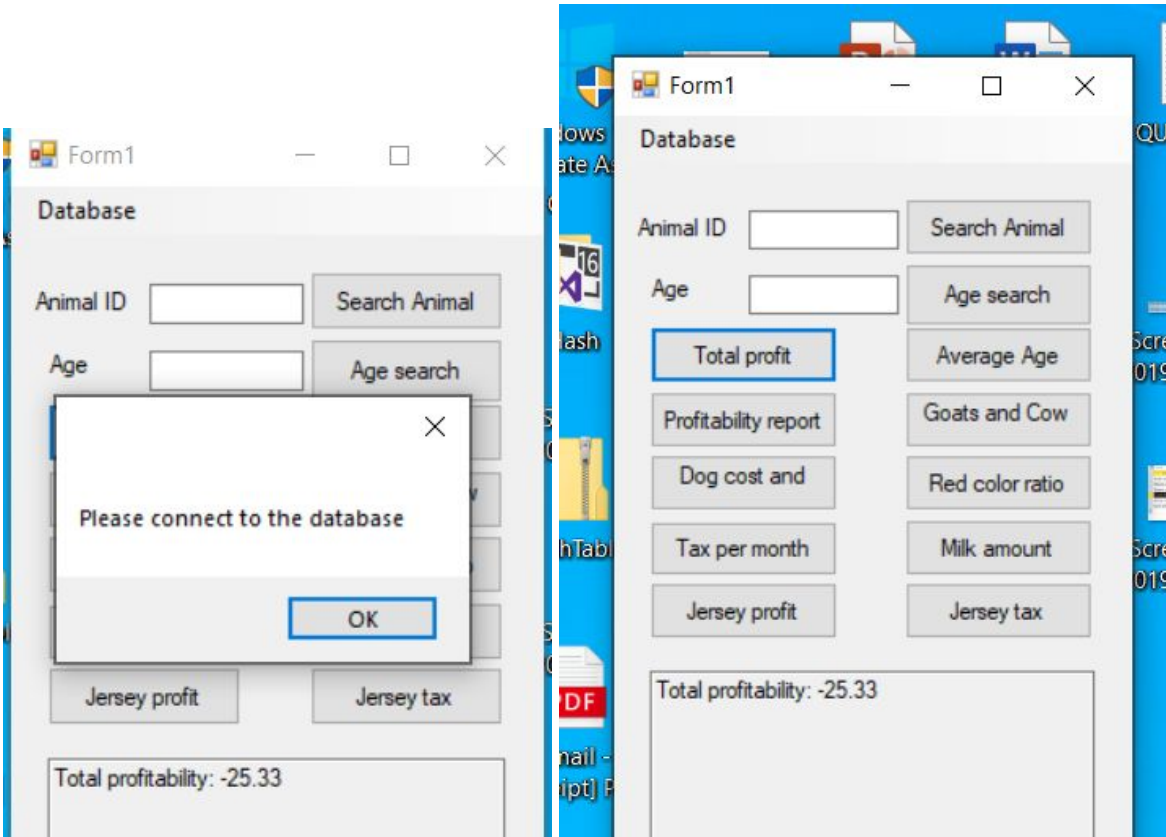 Form1
Database
Animal ID
Search Animal
Age
Age search
Please connect to the database
OK
Jersey profit
Jersey tax
Total profitability: -25.33
Form1
Database
Animal ID
Search Animal
Age
Age search
Total profit
Average Age
Profitability report
Goats and Cow
Dog cost and
Red color ratio
Tax per month
Milk amount
Jersey profit
Jersey tax
Total profitability: -25.33
16
PDF